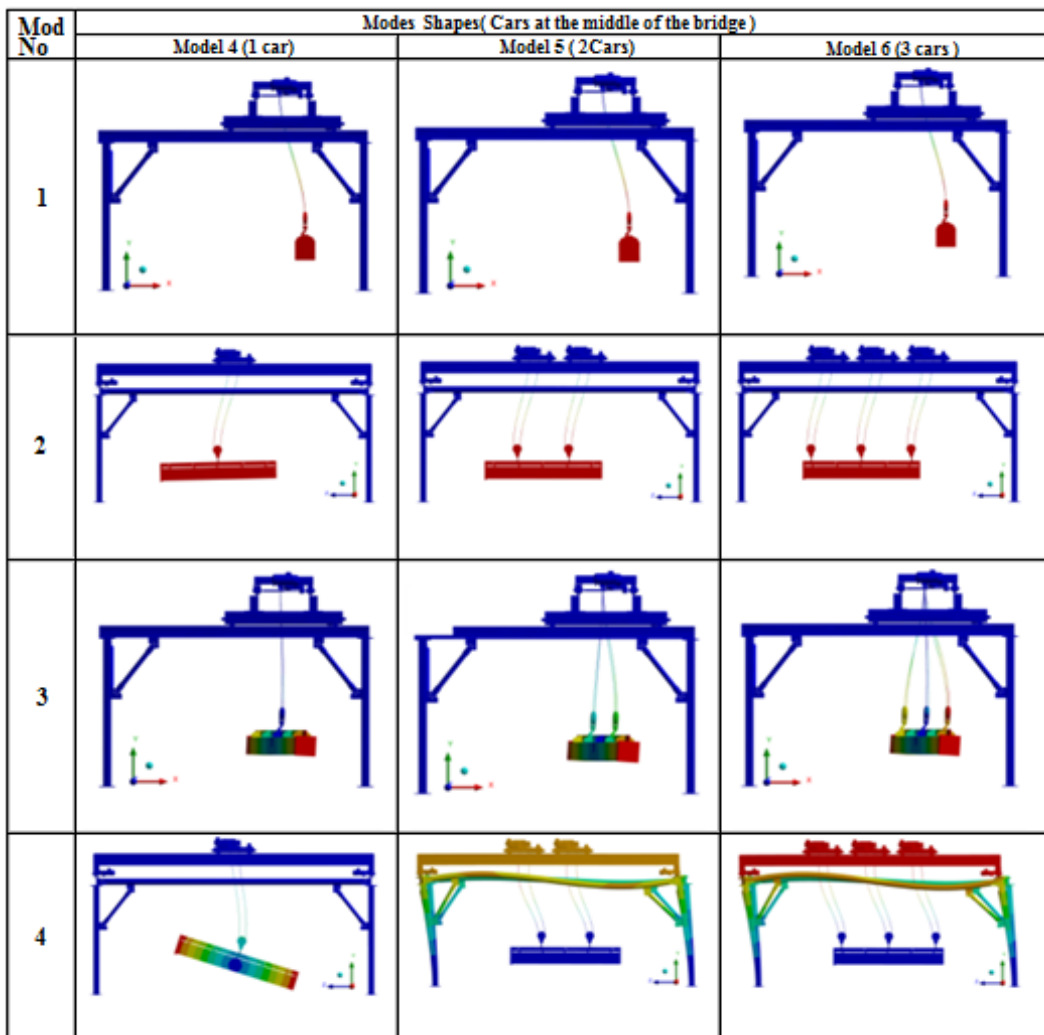 Mod No
Modes Shapes( Cars at the middle of the bridge )
Model 4 (1 car)
Model 5 ( 2Cars)
Model 6 (3 cars )
1
2
3
4